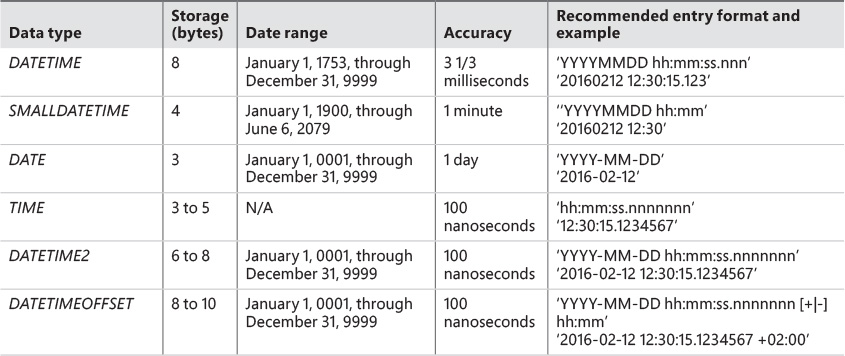 Data type Storage (bytes) Date range Accuracy Recommended entry format and example
DATETIME 8 January 1, 1753, through December 31, 9999 3 1/3 milliseconds ‘YYYYMMDD hh:mm:ss.nnn’ ‘20160212 12:30:15.123’
SMALLDATETIME 4 January 1, 1900, through June 6, 2079 1 minute ‘‘YYYYMMDD hh:mm’ ‘20160212 12:30’
DATE 3 January 1, 0001, through December 31, 9999 1 day ‘YYYY-MM-DD’ ‘2016-02-12’
TIME 3 to 5 N/A 100 nanoseconds ‘hh:mm:ss.nnnnnnn’ ‘12:30:15.1234567’
DATETIME2 6 to 8 January 1, 0001, through December 31, 9999 100 nanoseconds ‘YYYY-MM-DD hh:mm:ss.nnnnnnn’ ‘2016-02-12 12:30:15.1234567’
DATETIMEOFFSET 8 to 10 January 1, 0001, through December 31, 9999 100 nanoseconds ‘YYYY-MM-DD hh:mm:ss.nnnnnnn [+|-] hh:mm’ ‘2016-02-12 12:30:15.1234567 +02:00’